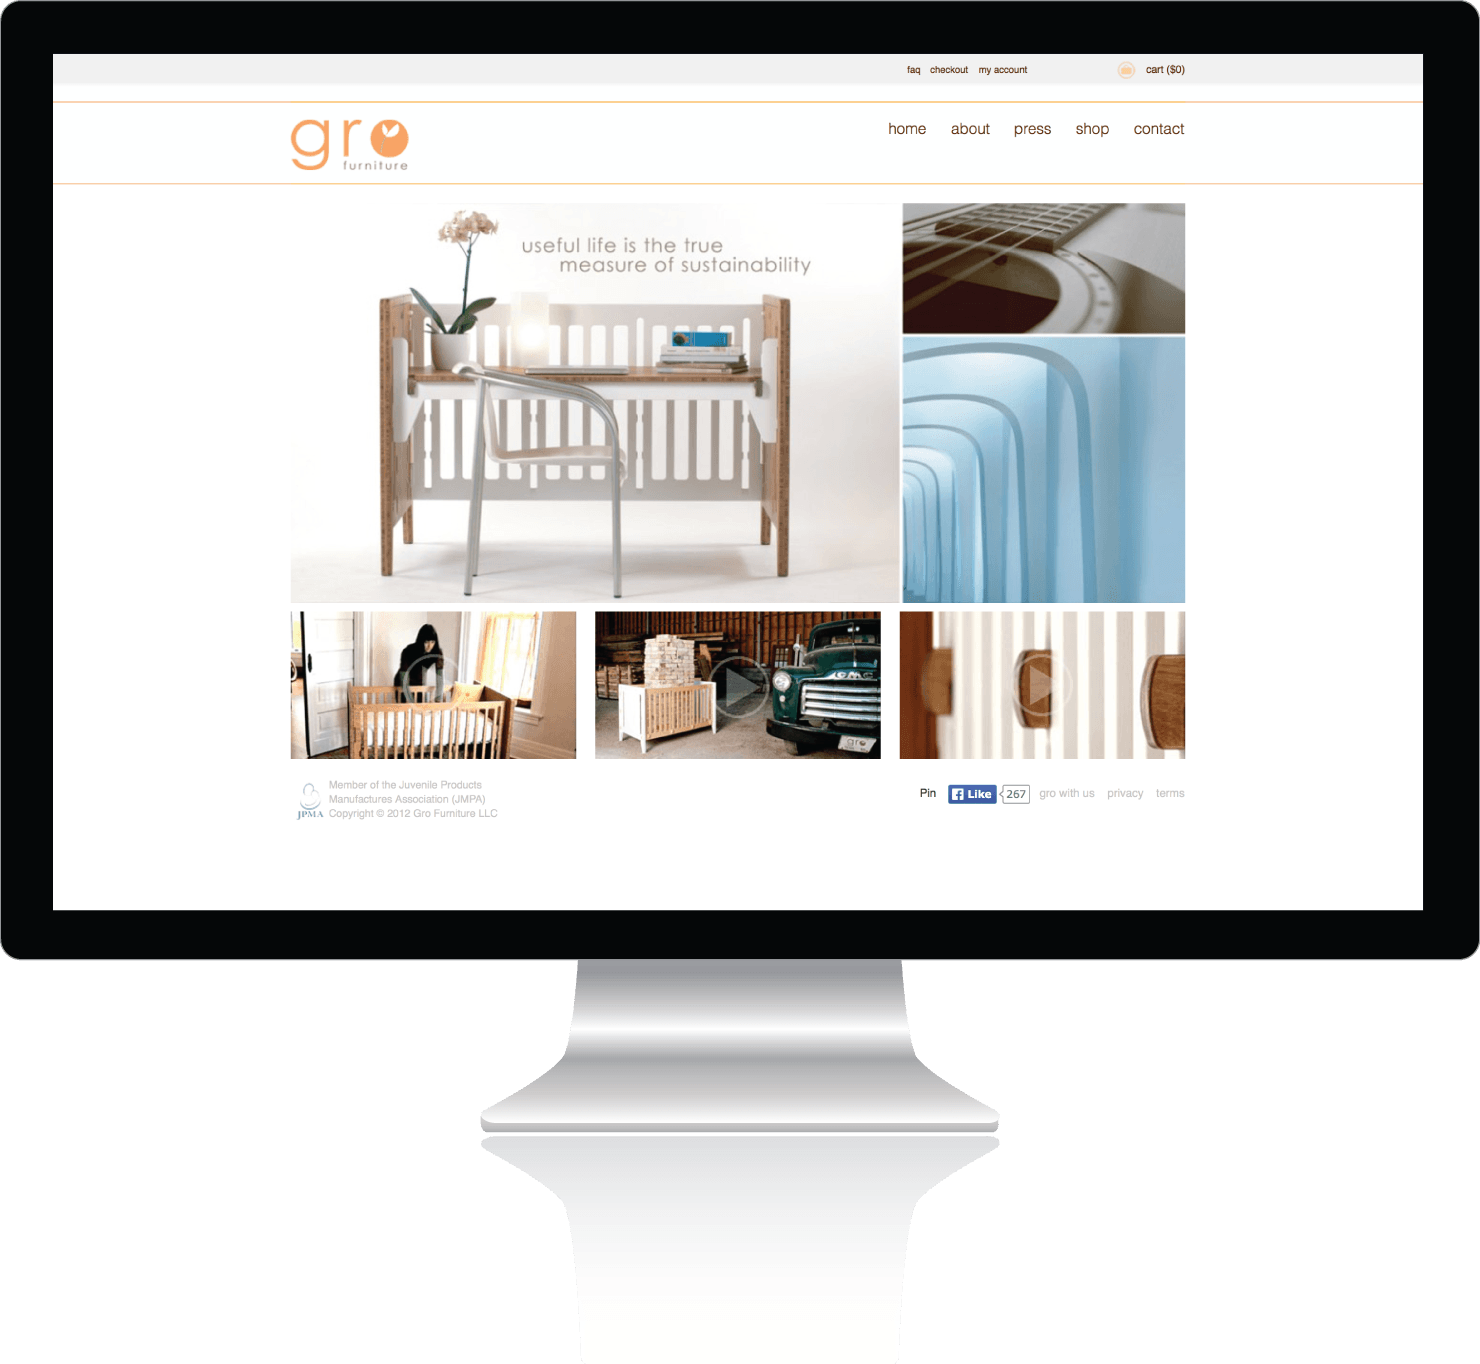 faq checkout my account cart ($0)
gro
furniture
home about press shop contact
useful life is the true
measure of sustainability
GMC
gro
Member of the Juvenile Products
Manufactures Association (JMPA)
JPMA Copyright © 2012 Gro Furniture LLC
Pin Like 267 gro with us privacy terms